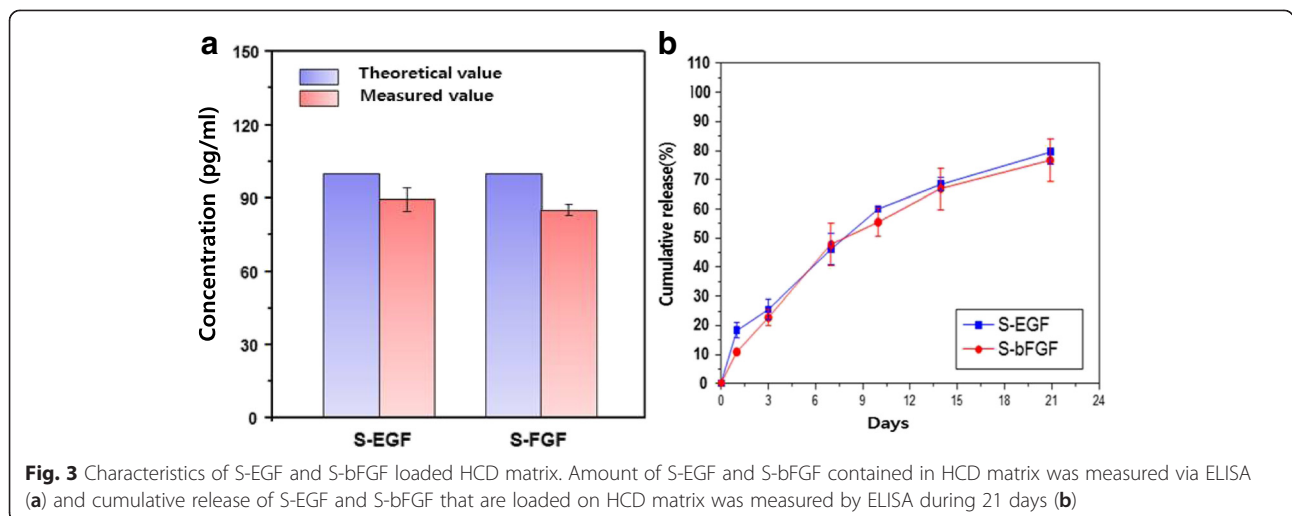 a
150
120
90
60
30
0
Concentration (pg/ml)
Theoretical value
Measured value
S-EGF
S-FGF
b
110
100
90
80
70
60
50
40
30
20
10
0
Cumulative release(%)
S-EGF
S-bFGF
0 3 6 9 12 15 18 21 24
Days
Fig. 3 Characteristics of S-EGF and S-bFGF loaded HCD matrix. Amount of S-EGF and S-bFGF contained in HCD matrix was measured via ELISA
(a) and cumulative release of S-EGF and S-bFGF that are loaded on HCD matrix was measured by ELISA during 21 days (b)